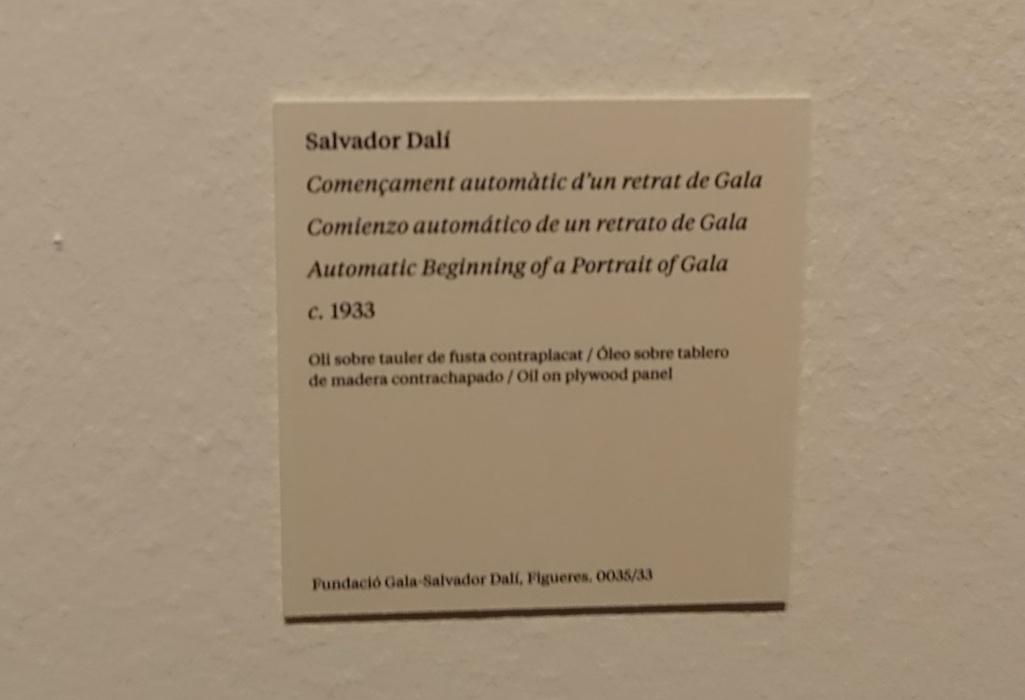 Salvador Dalí
Començament automàtic d'un retrat de Gala
Comienzo automático de un retrato de Gala
Automatic Beginning of a Portrait of Gala
c. 1933
Oli sobre tauler de fusta contraplacat / Óleo sobre tablero
de madera contrachapado / Oil on plywood panel
Fundació Gala-Salvador Dalí, Figueres. 0035/33